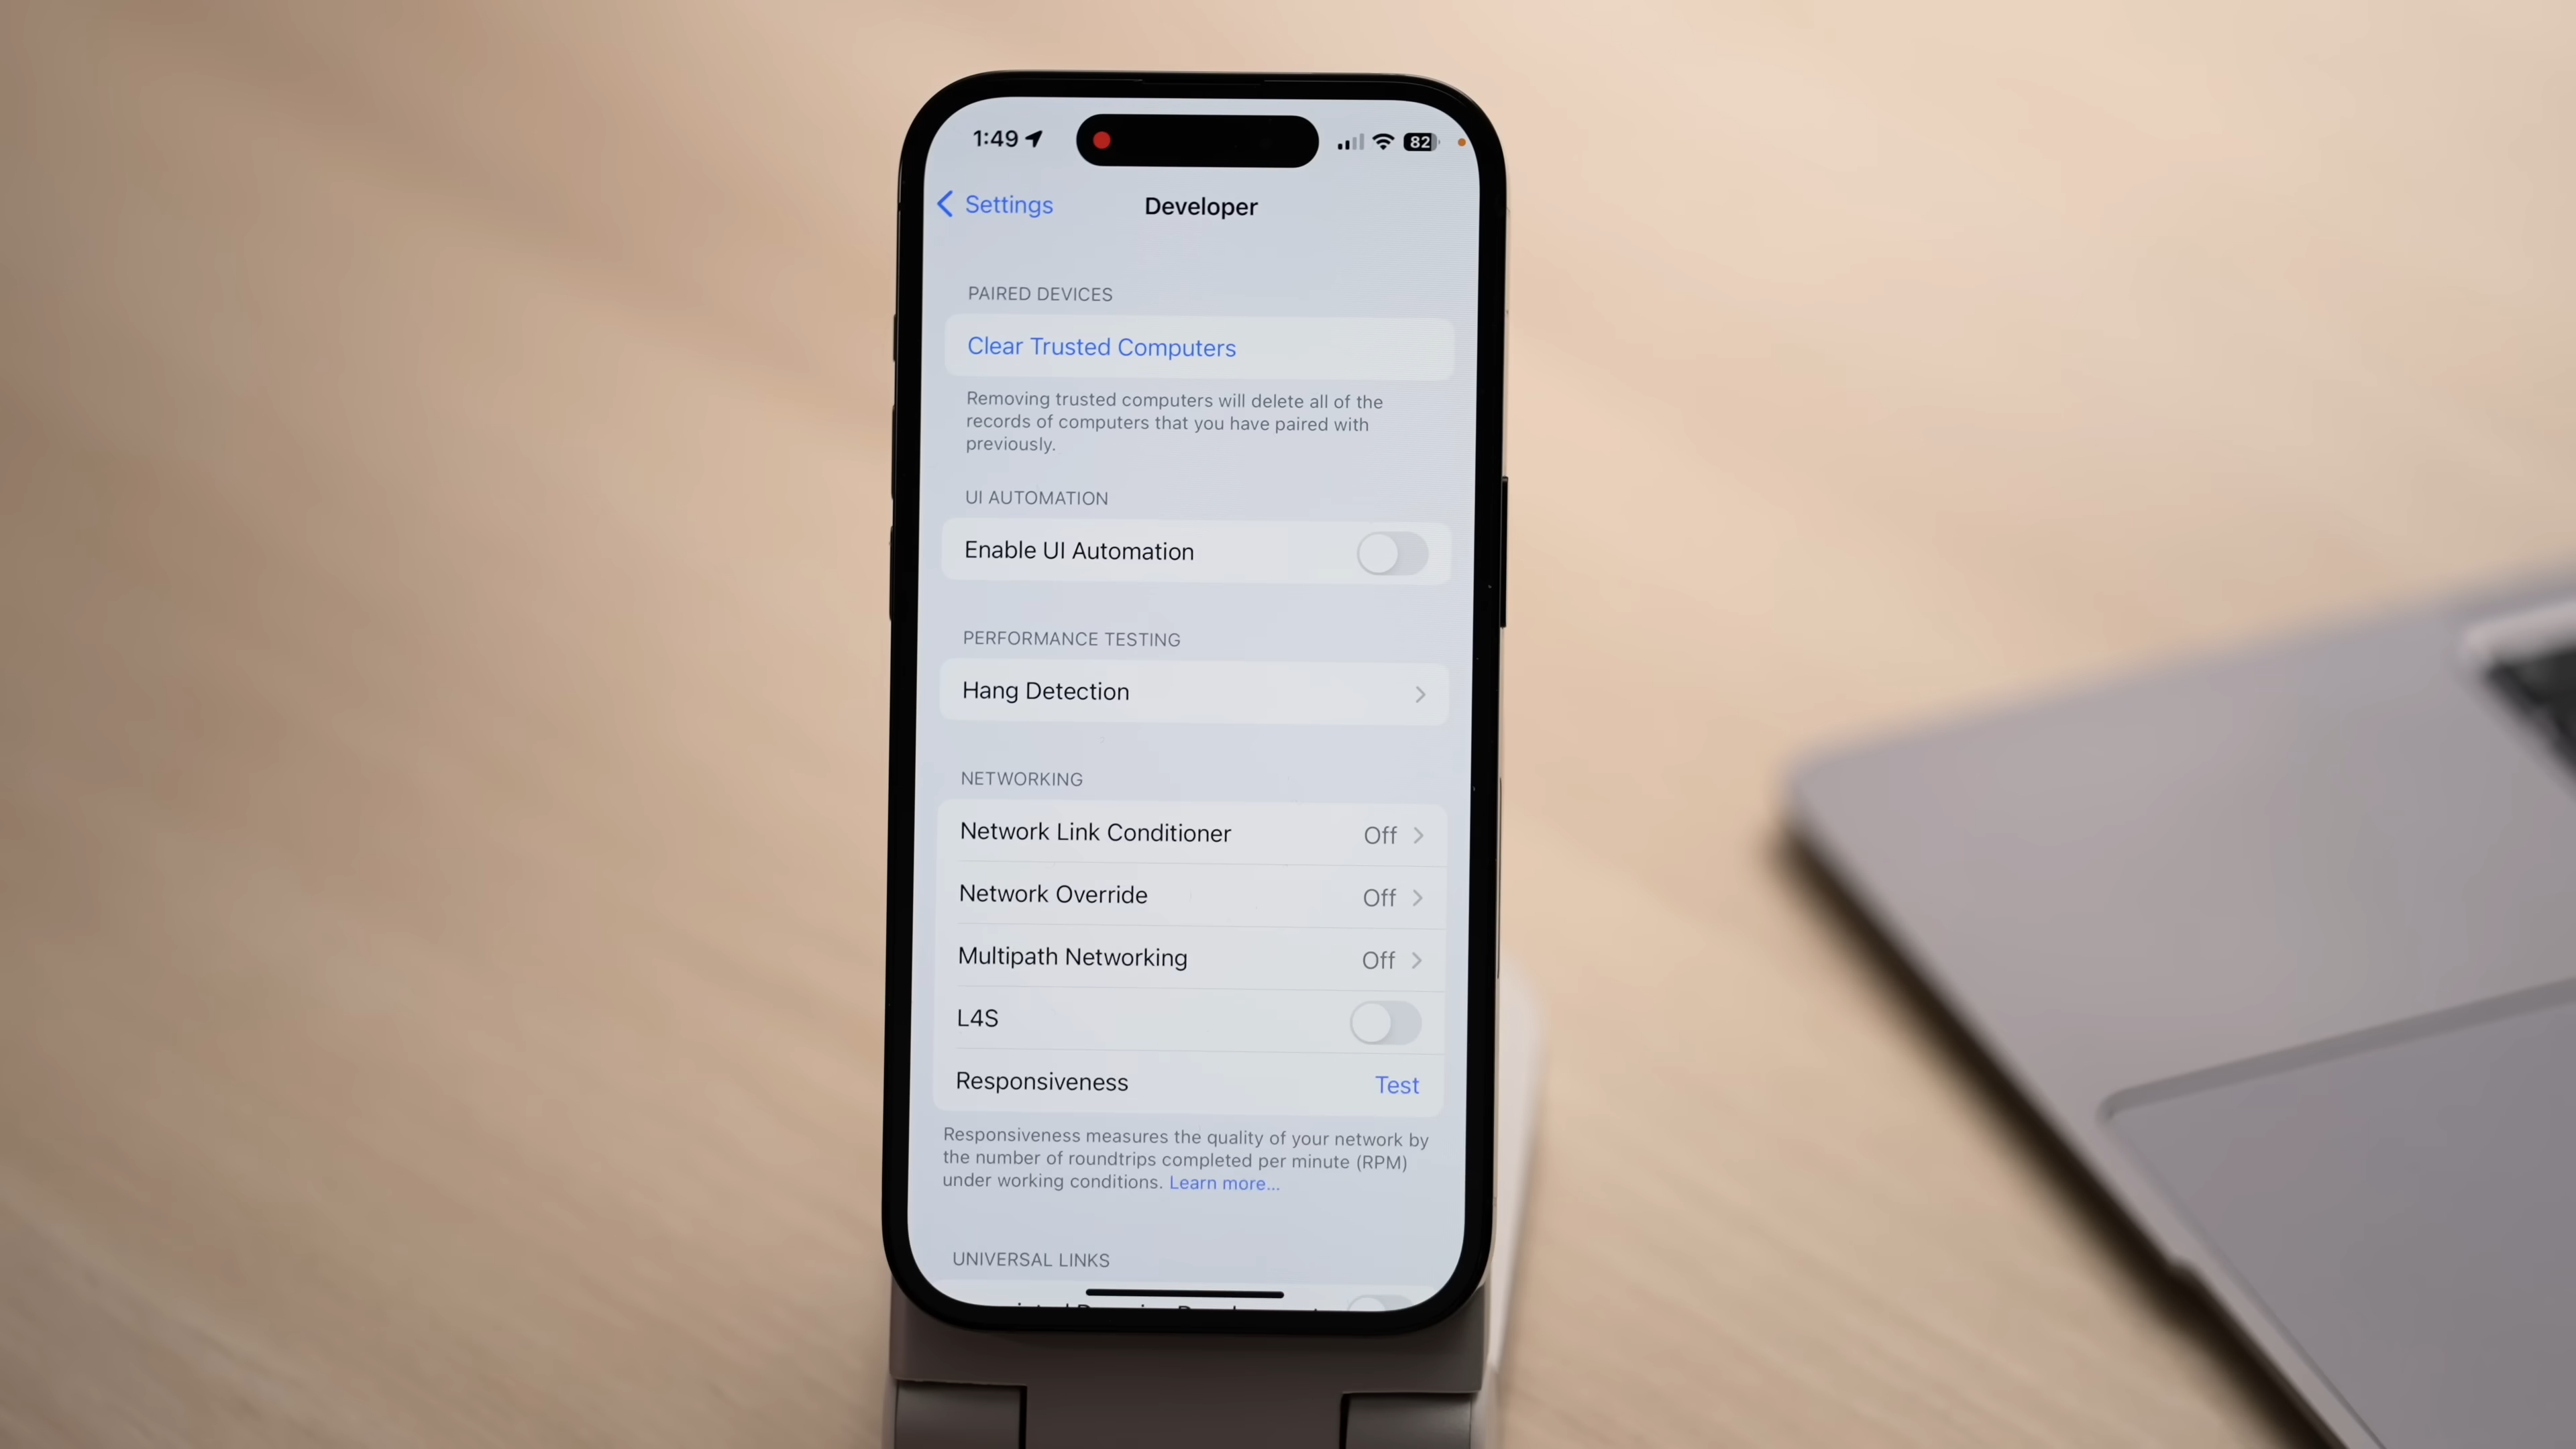 1:49
82
Settings
Developer
PAIRED DEVICES
Clear Trusted Computers
Removing trusted computers will delete all of the
records of computers that you have paired with
previously.
UI AUTOMATION
Enable UI Automation
PERFORMANCE TESTING
Hang Detection
NETWORKING
Network Link Conditioner Off
Network Override Off
Multipath Networking Off
L4S
Responsiveness Test
Responsiveness measures the quality of your network by
the number of roundtrips completed per minute (RPM)
under working conditions. Learn more...
UNIVERSAL LINKS